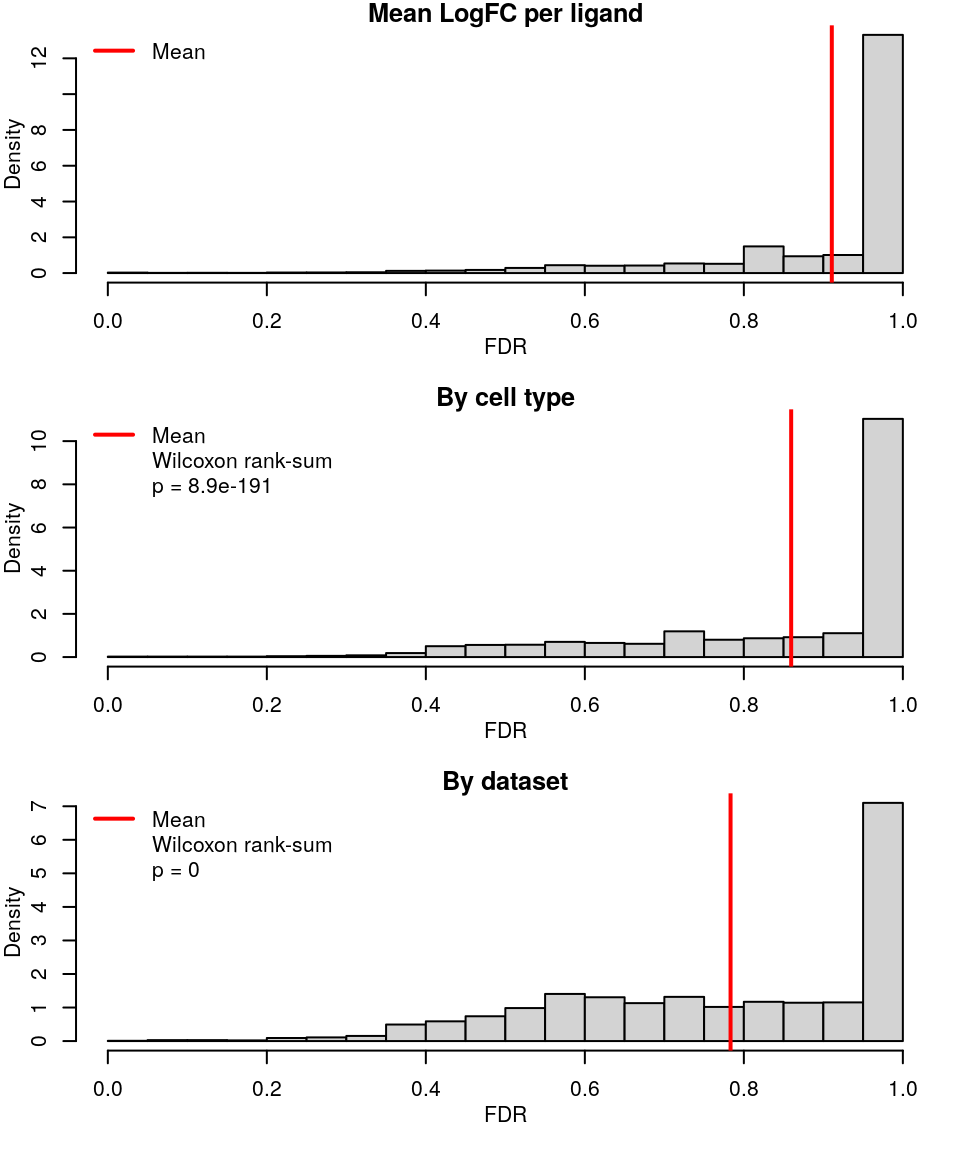 Mean LogFC per ligand
Mean
Density
0 2 4 6 8 12
0.0 0.2 0.4 0.6 0.8 1.0
FDR
By cell type
Mean
Wilcoxon rank-sum
p = 8.9e-191
Density
0 2 4 6 8 10
0.0 0.2 0.4 0.6 0.8 1.0
FDR
By dataset
Mean
Wilcoxon rank-sum
p = 0
Density
0 1 2 3 4 5 6 7
0.0 0.2 0.4 0.6 0.8 1.0
FDR